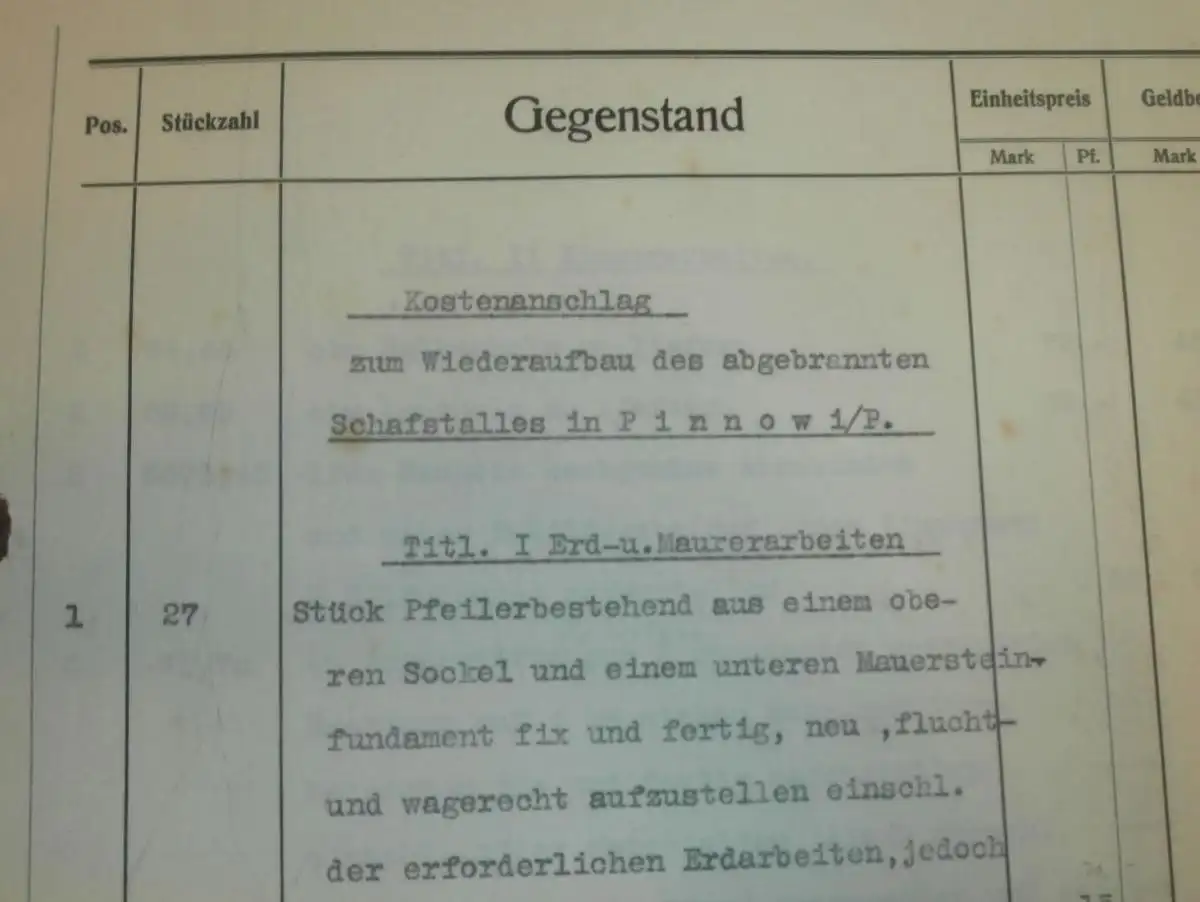 Pos. Stückzahl Gegenstand Einheitspreis
Mark Pf. Mark
Kostenanschlag
zum Wiederaufbau des abgebrannten
Schafstalles in P i n n o w i/P.
Titl. I Erd-u.Maurerarbeiten
1 27 Stück Pfeilerbestehend aus einem obe-
ren Sockel und einem unteren Mauerstein-
fundament fix und fertig, neu ,flucht-
und wagerecht aufzustellen einschl.
der erforderlichen Erdarbeiten,jedoch